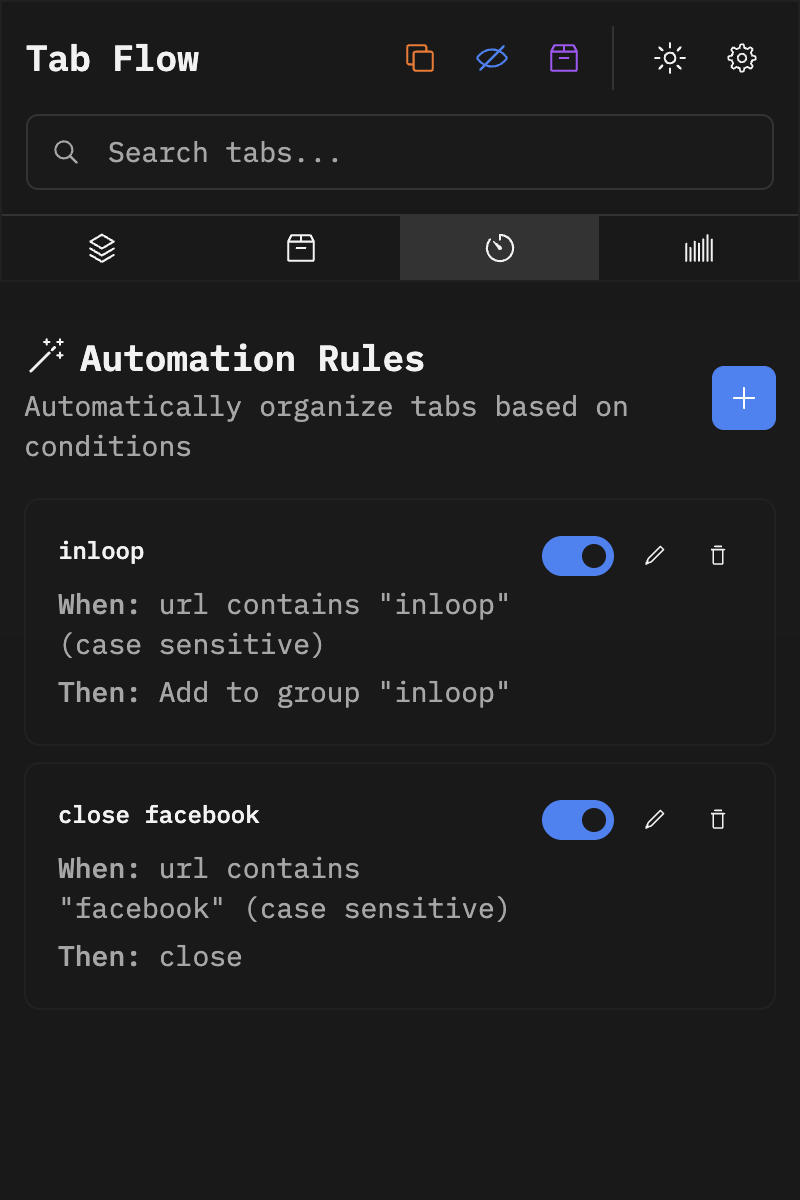 Tab Flow
Search tabs...
Automation Rules
Automatically organize tabs based on
conditions
inloop
When: url contains "inloop"
(case sensitive)
Then: Add to group "inloop"
close facebook
When: url contains
"facebook" (case sensitive)
Then: close